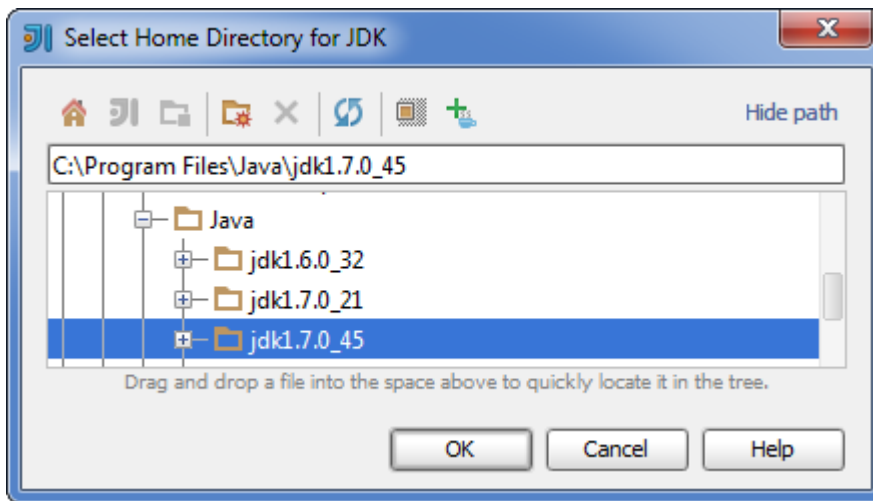 Select Home Directory for JDK
Hide path
C:\Program Files\Java\jdk1.7.0_45
Java
jdk1.6.0_32
jdk1.7.0_21
jdk1.7.0_45
Drag and drop a file into the space above to quickly locate it in the tree.
OK Cancel Help